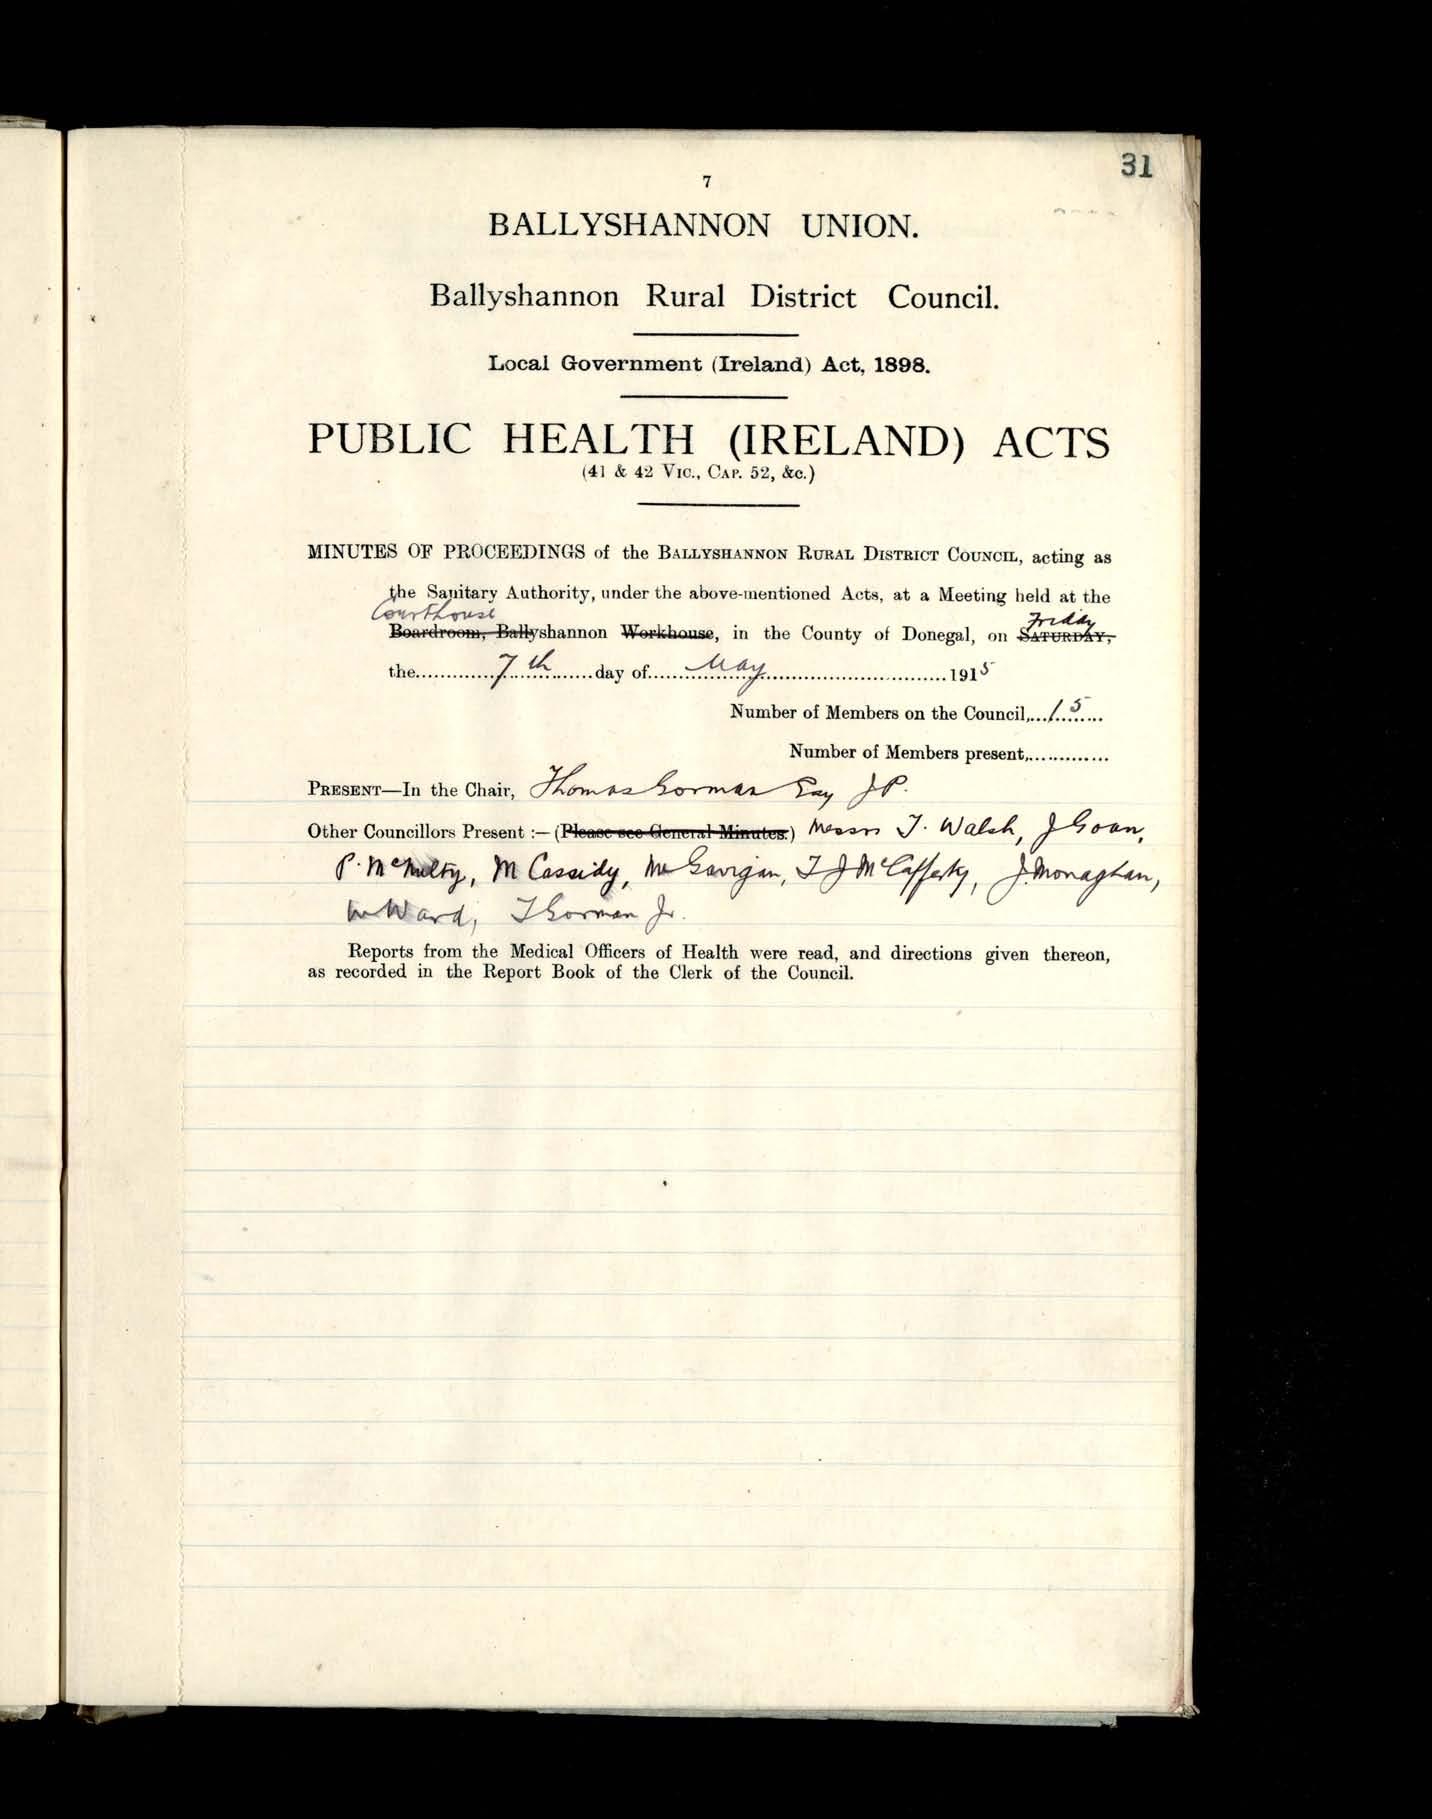 31
7
BALLYSHANNON UNION.
Ballyshannon Rural District Council.
Local Government (Ireland) Act, 1898.
PUBLIC HEALTH (IRELAND) ACTS
(41 & 42 VIC., CAP. 52, &c.)
MINUTES OF PROCEEDINGS of the BALLYSHANNON RURAL DISTRICT COUNCIL, acting as
the Sanitary Authority, under the above-mentioned Acts, at a Meeting held at the
Courthouse Friday
Boardroom, Ballyshannon Workhouse, in the County of Donegal, on SATURDAY,
the 7th day of May 1915
Number of Members on the Council, 15
Number of Members present,
PRESENT—In the Chair, Thomas Gorman Esq J P.
Other Councillors Present :—(Please see General Minutes.) Messrs T. Walsh, J Goan,
P. McNulty, M Cassidy, M Gavigan, T J McCafferty, J. Monaghan,
W Ward, T Gorman Jr.
Reports from the Medical Officers of Health were read, and directions given thereon,
as recorded in the Report Book of the Clerk of the Council.